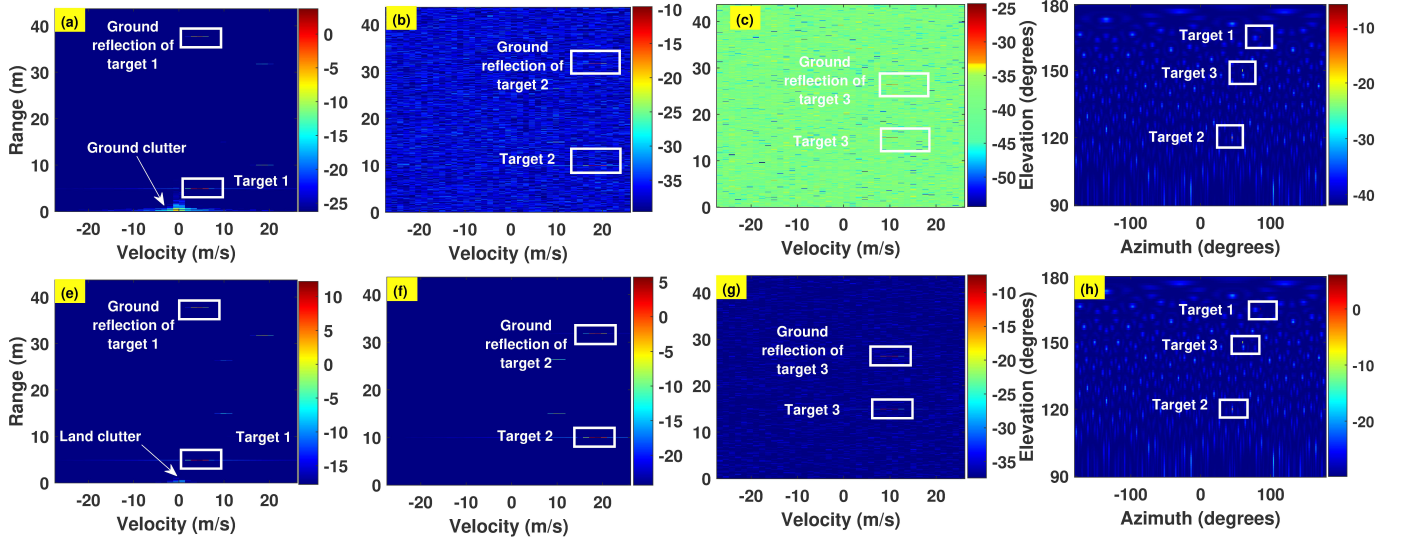 (a)
Ground
reflection of
target 1
Ground clutter
Target 1
Range (m)
40
30
20
10
0
-20
-10
0
10
20
Velocity (m/s)
0
-5
-10
-15
-20
-25
(b)
Ground
reflection of
target 2
Target 2
40
30
20
10
0
-20
-10
0
10
20
Velocity (m/s)
-10
-15
-20
-25
-30
-35
(c)
Ground
reflection of
target 3
Target 3
40
30
20
10
0
-20
-10
0
10
20
Velocity (m/s)
-25
-30
-35
-40
-45
-50
Elevation (degrees)
180
150
120
90
Target 1
Target 3
Target 2
-100
0
100
Azimuth (degrees)
-10
-20
-30
-40
(e)
Ground
reflection of
target 1
Land clutter
Target 1
Range (m)
40
30
20
10
0
-20
-10
0
10
20
Velocity (m/s)
10
5
0
-5
-10
-15
(f)
Ground
reflection of
target 2
Target 2
40
30
20
10
0
-20
-10
0
10
20
Velocity (m/s)
5
0
-5
-10
-15
-20
(g)
Ground
reflection of
target 3
Target 3
40
30
20
10
0
-20
-10
0
10
20
Velocity (m/s)
-10
-15
-20
-25
-30
-35
(h)
Elevation (degrees)
180
150
120
90
Target 1
Target 3
Target 2
-100
0
100
Azimuth (degrees)
0
-10
-20